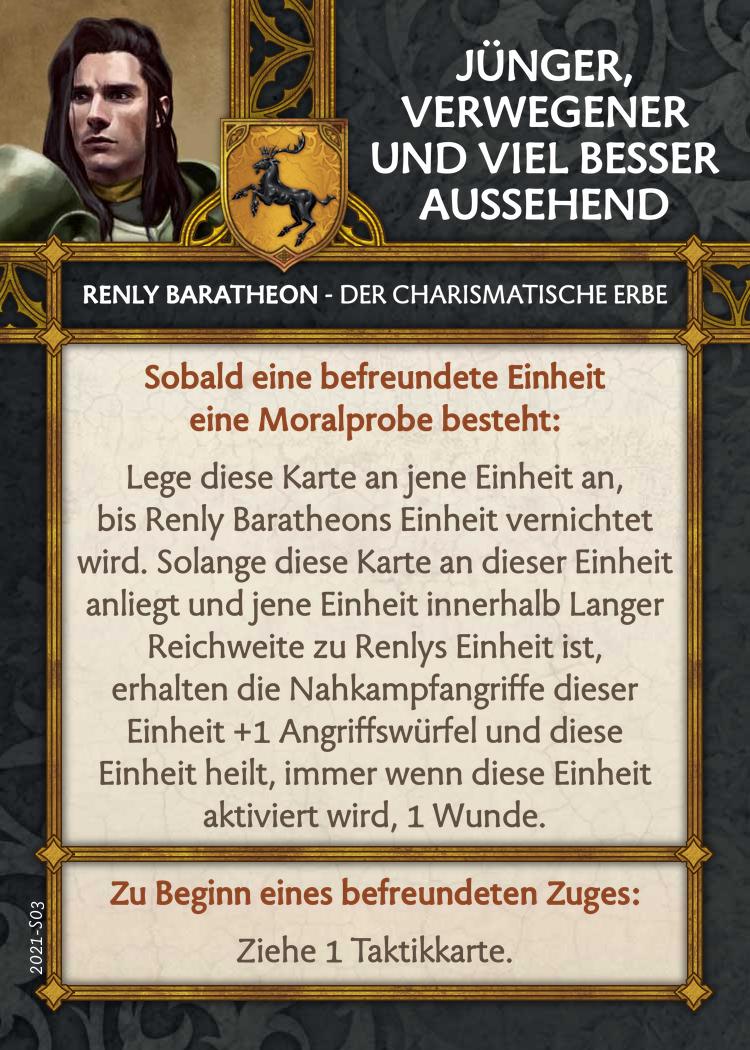 JÜNGER,
VERWEGENER
UND VIEL BESSER
AUSSEHEND
RENLY BARATHEON - DER CHARISMATISCHE ERBE
Sobald eine befreundete Einheit
eine Moralprobe besteht:
Lege diese Karte an jene Einheit an,
bis Renly Baratheons Einheit vernichtet
wird. Solange diese Karte an dieser Einheit
anliegt und jene Einheit innerhalb Langer
Reichweite zu Renlys Einheit ist,
erhalten die Nahkampfangriffe dieser
Einheit +1 Angriffswürfel und diese
Einheit heilt, immer wenn diese Einheit
aktiviert wird, 1 Wunde.
Zu Beginn eines befreundeten Zuges:
Ziehe 1 Taktikkarte.
2021-S03